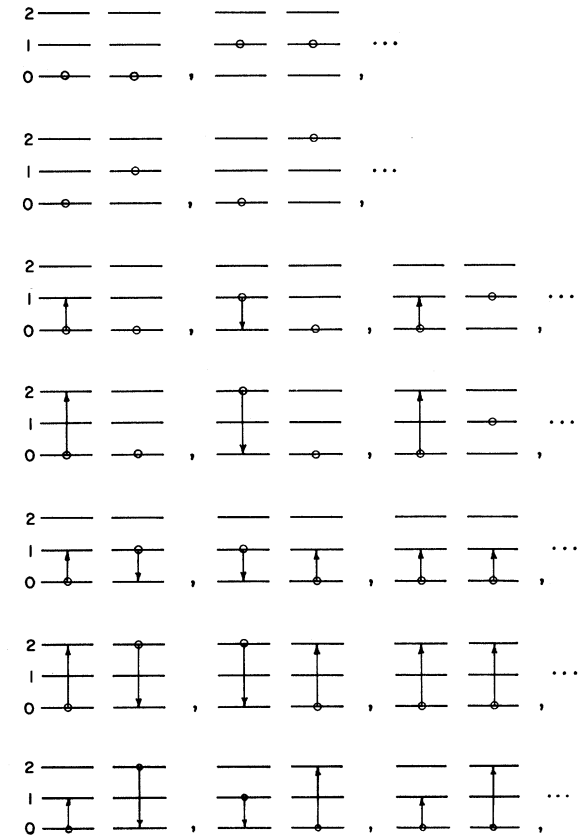 2
1 ...
0 , ,
2
1 ...
0 , ,
2
1 ...
0 , , ,
2
1 ...
0 , , ,
2
1 ...
0 , , ,
2
1 ...
0 , , ,
2
1 ...
0 , , ,